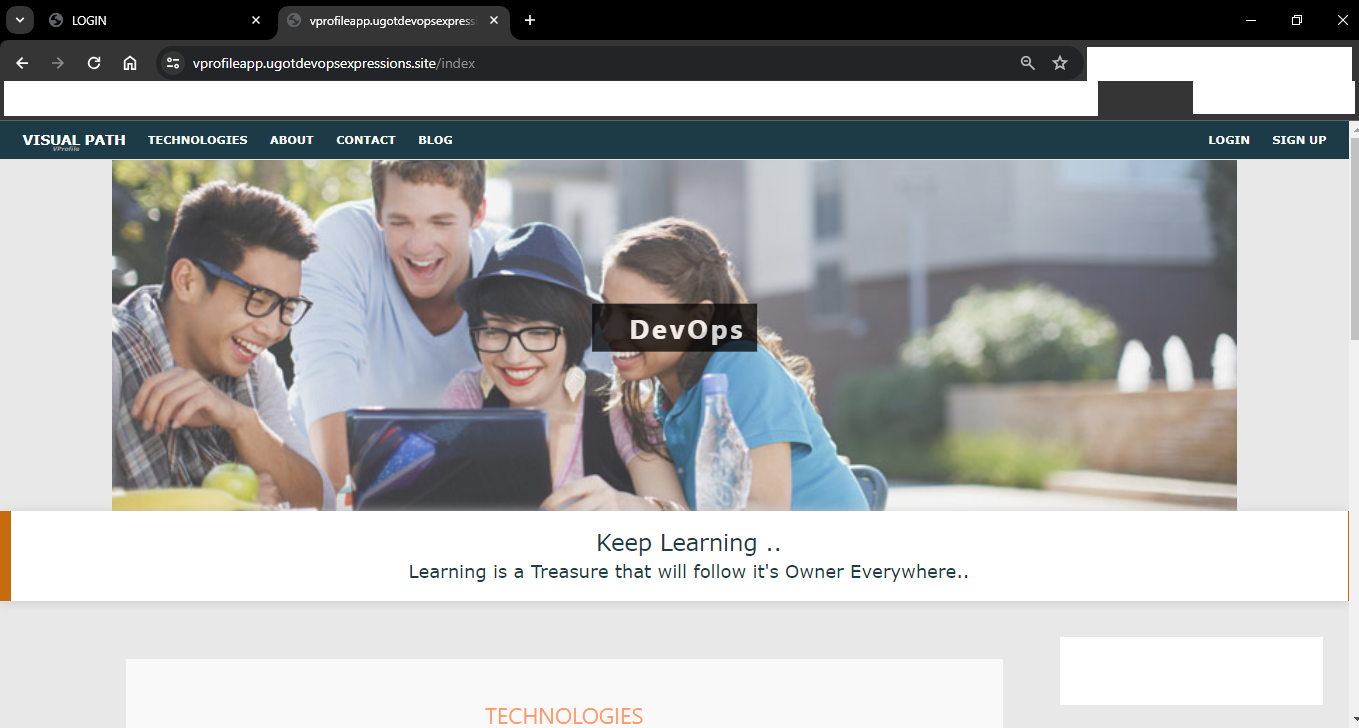 LOGIN
vprofileapp.ugotdevopsexpress
vprofileapp.ugotdevopsexpressions.site/index
VISUAL PATH TECHNOLOGIES ABOUT CONTACT BLOG LOGIN SIGN UP
VProfile
DevOps
Keep Learning ..
Learning is a Treasure that will follow it's Owner Everywhere..
TECHNOLOGIES